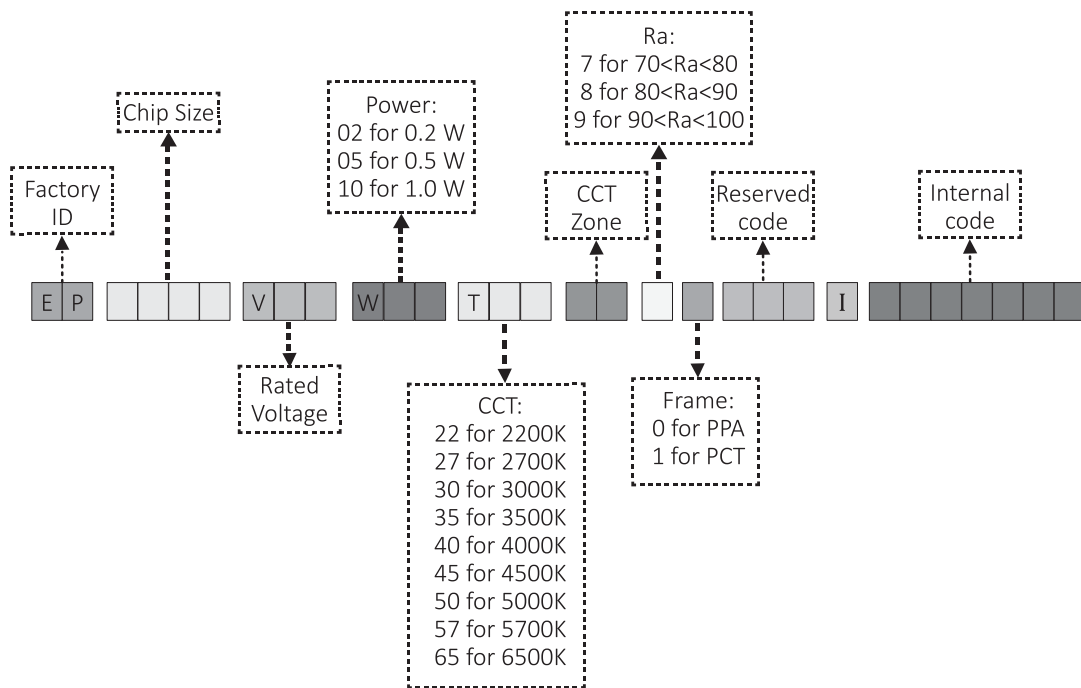 Ra:
7 for 70<Ra<80
8 for 80<Ra<90
9 for 90<Ra<100
Chip Size
Power:
02 for 0.2 W
05 for 0.5 W
10 for 1.0 W
Factory
ID
CCT
Zone
Reserved
code
Internal
code
E P V W T I
Rated
Voltage
CCT:
22 for 2200K
27 for 2700K
30 for 3000K
35 for 3500K
40 for 4000K
45 for 4500K
50 for 5000K
57 for 5700K
65 for 6500K
Frame:
0 for PPA
1 for PCT